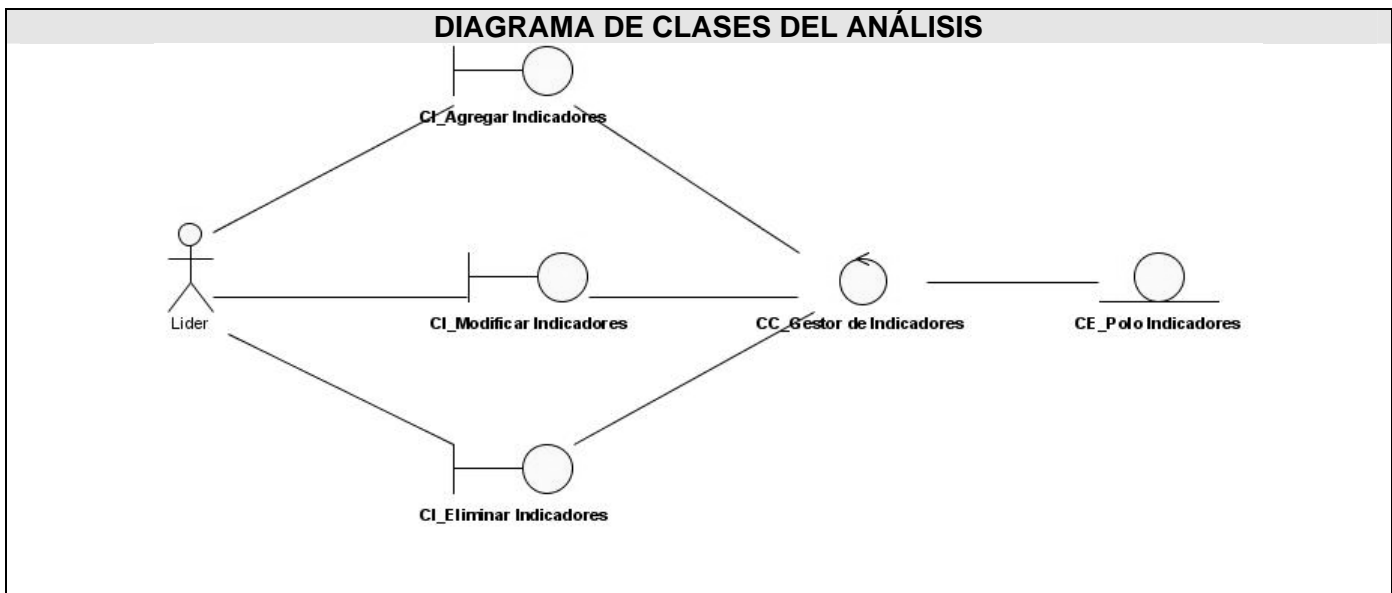 DIAGRAMA DE CLASES DEL ANÁLISIS
CI_Agregar Indicadores
Lider
CI_Modificar Indicadores
CC_Gestor de Indicadores
CE_Polo Indicadores
CI_Eliminar Indicadores